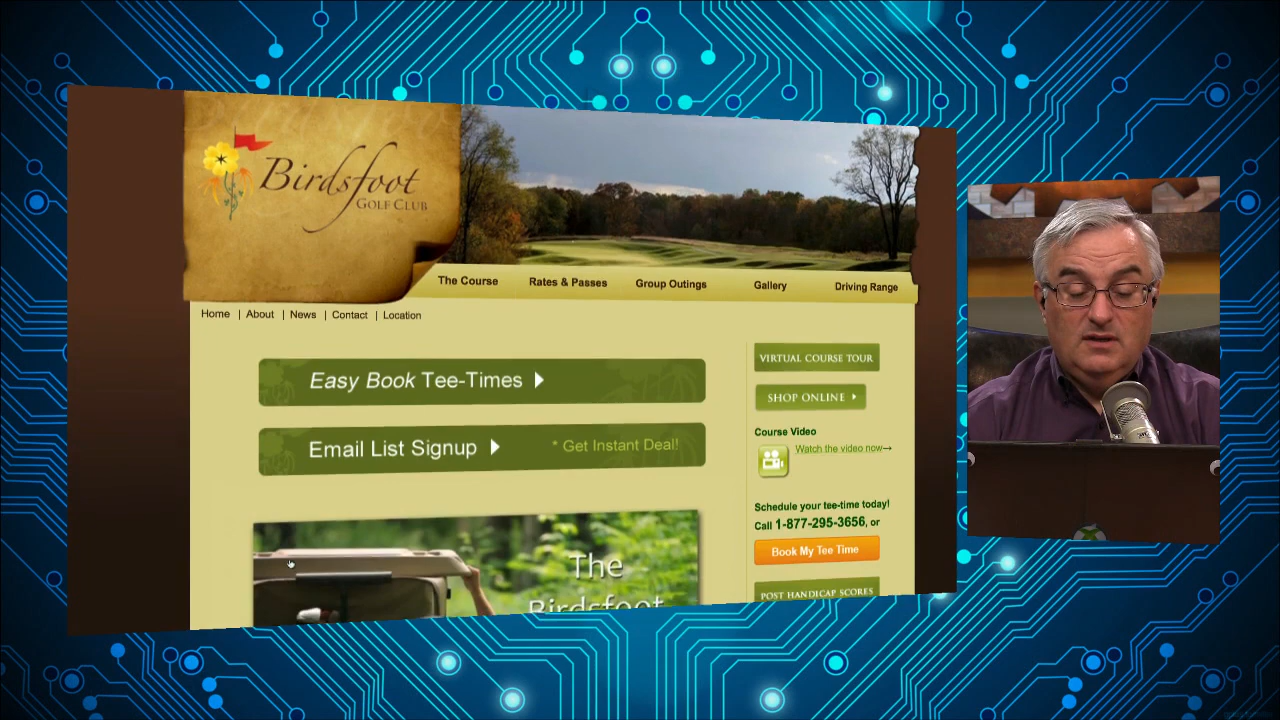 Birdsfoot
GOLF CLUB
The Course
Rates & Passes
Group Outings
Gallery
Driving Range
Home | About | News | Contact | Location
Easy Book Tee-Times
Email List Signup
* Get Instant Deal!
The
Birdsfoot
VIRTUAL COURSE TOUR
SHOP ONLINE
Course Video
Watch the video now→
Schedule your tee-time today!
Call 1-877-295-3656, or
Book My Tee Time
POST HANDICAP SCORES